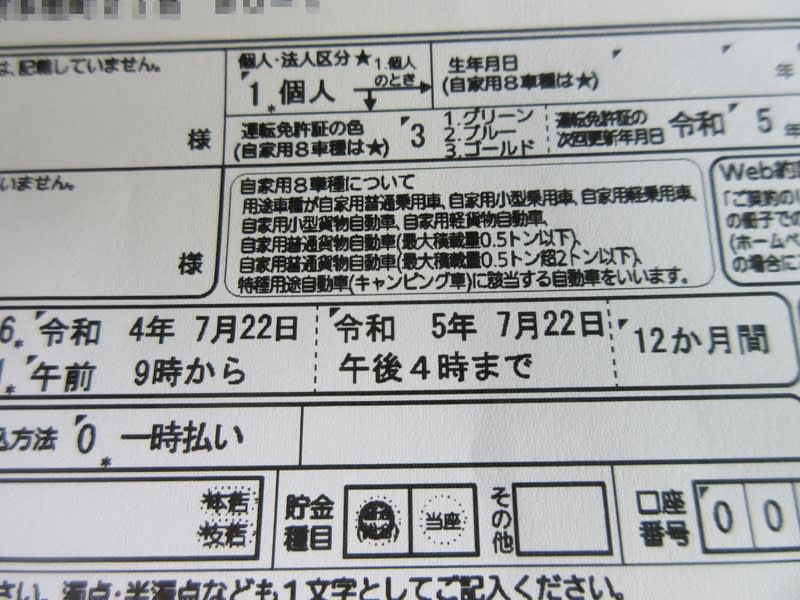 は、記載していません。
様
個人・法人区分★
1.個人のとき
1* 個人
生年月日
(自家用8車種は★)
年
運転免許証の色
(自家用8車種は★)
3
1.グリーン
2.ブルー
3.ゴールド
運転免許証の
次回更新年月日
令和 5 年
いません。
様
自家用8車種について
用途車種が自家用普通乗用車、自家用小型乗用車、自家用軽乗用車、
自家用小型貨物自動車、自家用軽貨物自動車、
自家用普通貨物自動車(最大積載量0.5トン以下)、
自家用普通貨物自動車(最大積載量0.5トン超2トン以下)、
特種用途自動車(キャンピング車)に該当する自動車をいいます。
Web約
「ご契約の
の冊子での
(ホームペ
の場合に
6* 令和 4年 7月22日
1* 午前 9時から
令和 5年 7月22日
午後4時まで
12か月間
込方法 0* 一時払い
本店
支店
貯金
種目
当座
その他
口座
番号
0 0
さい。濁点・半濁点なども1文字としてご記入ください。